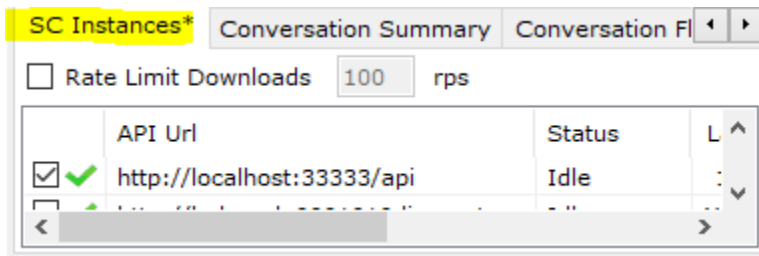 SC Instances* Conversation Summary Conversation Fl
Rate Limit Downloads 100 rps
API Url Status
http://localhost:33333/api Idle